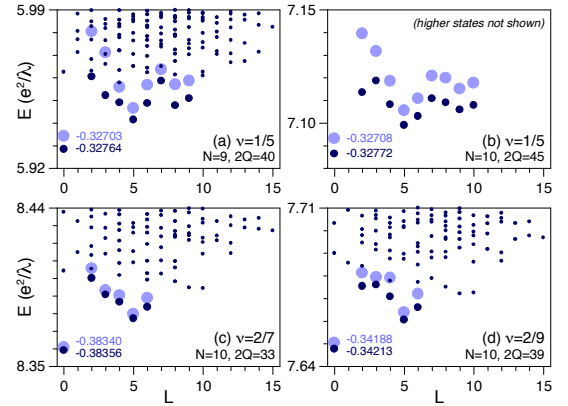 5.99
7.15
(higher states not shown)
E (e²/λ)
7.10
-0.32703
-0.32764
(a) ν=1/5
N=9, 2Q=40
-0.32708
-0.32772
(b) ν=1/5
N=10, 2Q=45
5.92
0 5 10 15
0 5 10 15
8.44
7.71
E (e²/λ)
-0.38340
-0.38356
(c) ν=2/7
N=10, 2Q=33
-0.34188
-0.34213
(d) ν=2/9
N=10, 2Q=39
8.35
7.64
0 5 10 15
0 5 10 15
L
L